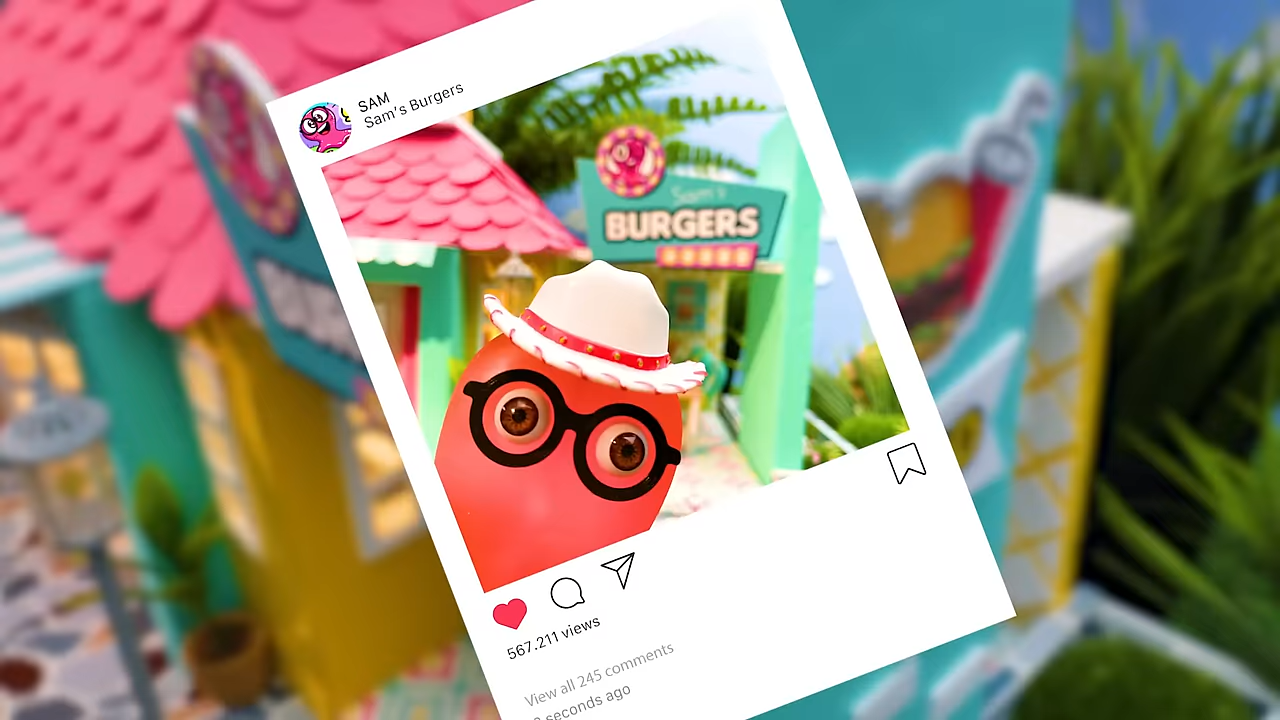 SAM
Sam's Burgers
Sam's
BURGERS
567.211 views
View all 245 comments
seconds ago